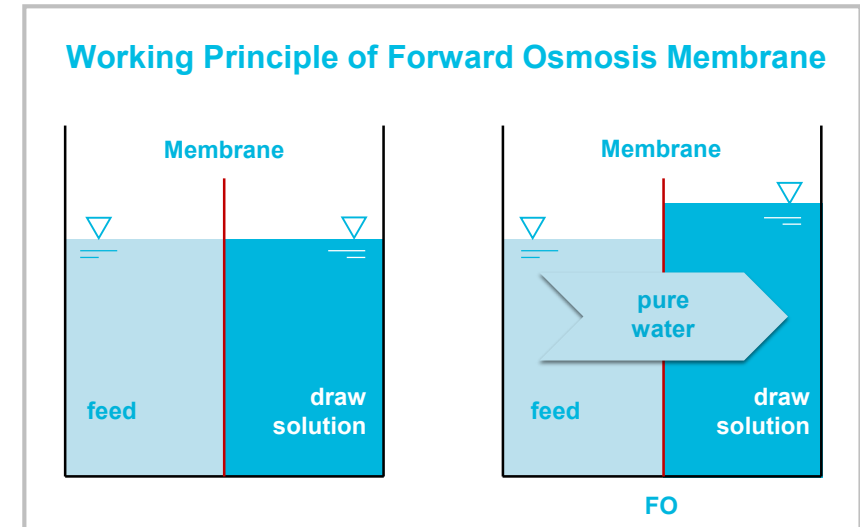 Working Principle of Forward Osmosis Membrane
Membrane
feed
draw
solution
Membrane
pure
water
feed
draw
solution
FO